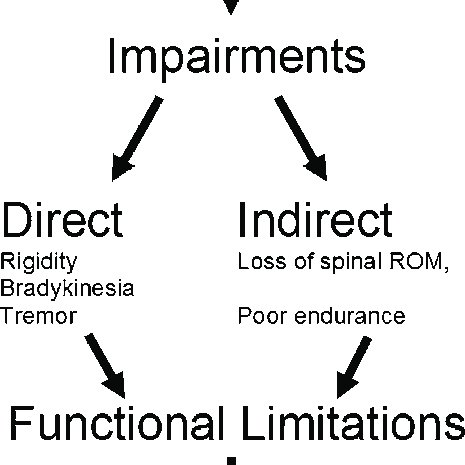 Impairments
Direct
Rigidity
Bradykinesia
Tremor
Indirect
Loss of spinal ROM,
Poor endurance
Functional Limitations